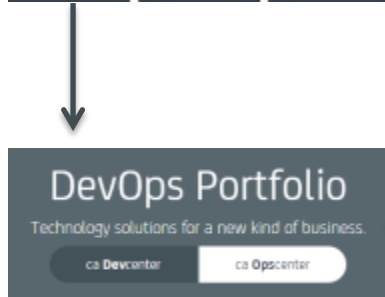 DevOps Portfolio
Technology solutions for a new kind of business.
ca Devcenter ca Opscenter